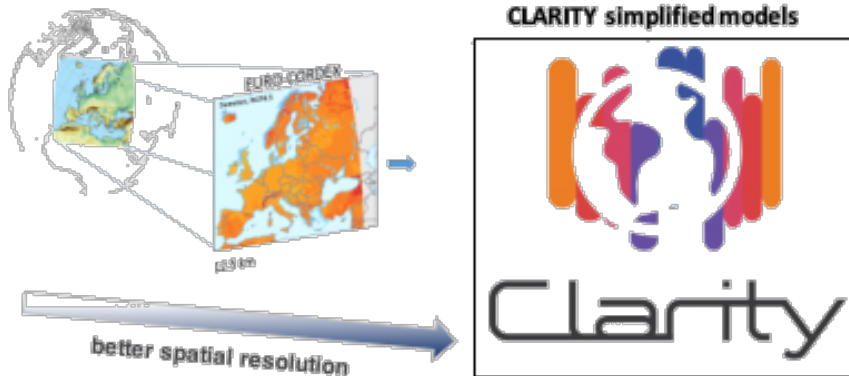 CLARITY simplified models
EURO-CORDEX
better spatial resolution
Clarity